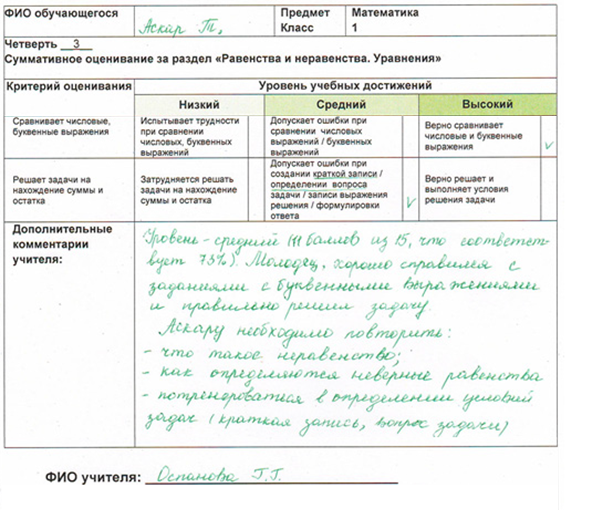 ФИО обучающегося Аскар Т. Предмет Математика
Класс 1
Четверть 3
Суммативное оценивание за раздел «Равенства и неравенства. Уравнения»
Критерий оценивания Уровень учебных достижений
Низкий Средний Высокий
Сравнивает числовые,
буквенные выражения
Испытывает трудности
при сравнении
числовых, буквенных
выражений
Допускает ошибки при
сравнении числовых
выражений / буквенных
выражений
Верно сравнивает
числовые и буквенные
выражения
Решает задачи на
нахождение суммы и
остатка
Затрудняется решать
задачи на нахождение
суммы и остатка
Допускает ошибки при
создании краткой записи /
определении вопроса
задачи / записи выражения
решения / формулировки
ответа
Верно решает и
выполняет условия
решения задачи
Дополнительные
комментарии
учителя:
Уровень - средний (11 баллов из 15, что соответст
вует 73%). Молодец, хорошо справился с
заданиями с буквенными выражениями
и правильно решил задачу
Аскару необходимо повторить:
- что такое неравенство;
- как определяются неверные равенства
- потренероваться в определении условий
задач (краткая запись, вопрос задачи)
ФИО учителя: Оспанова Г.Г.